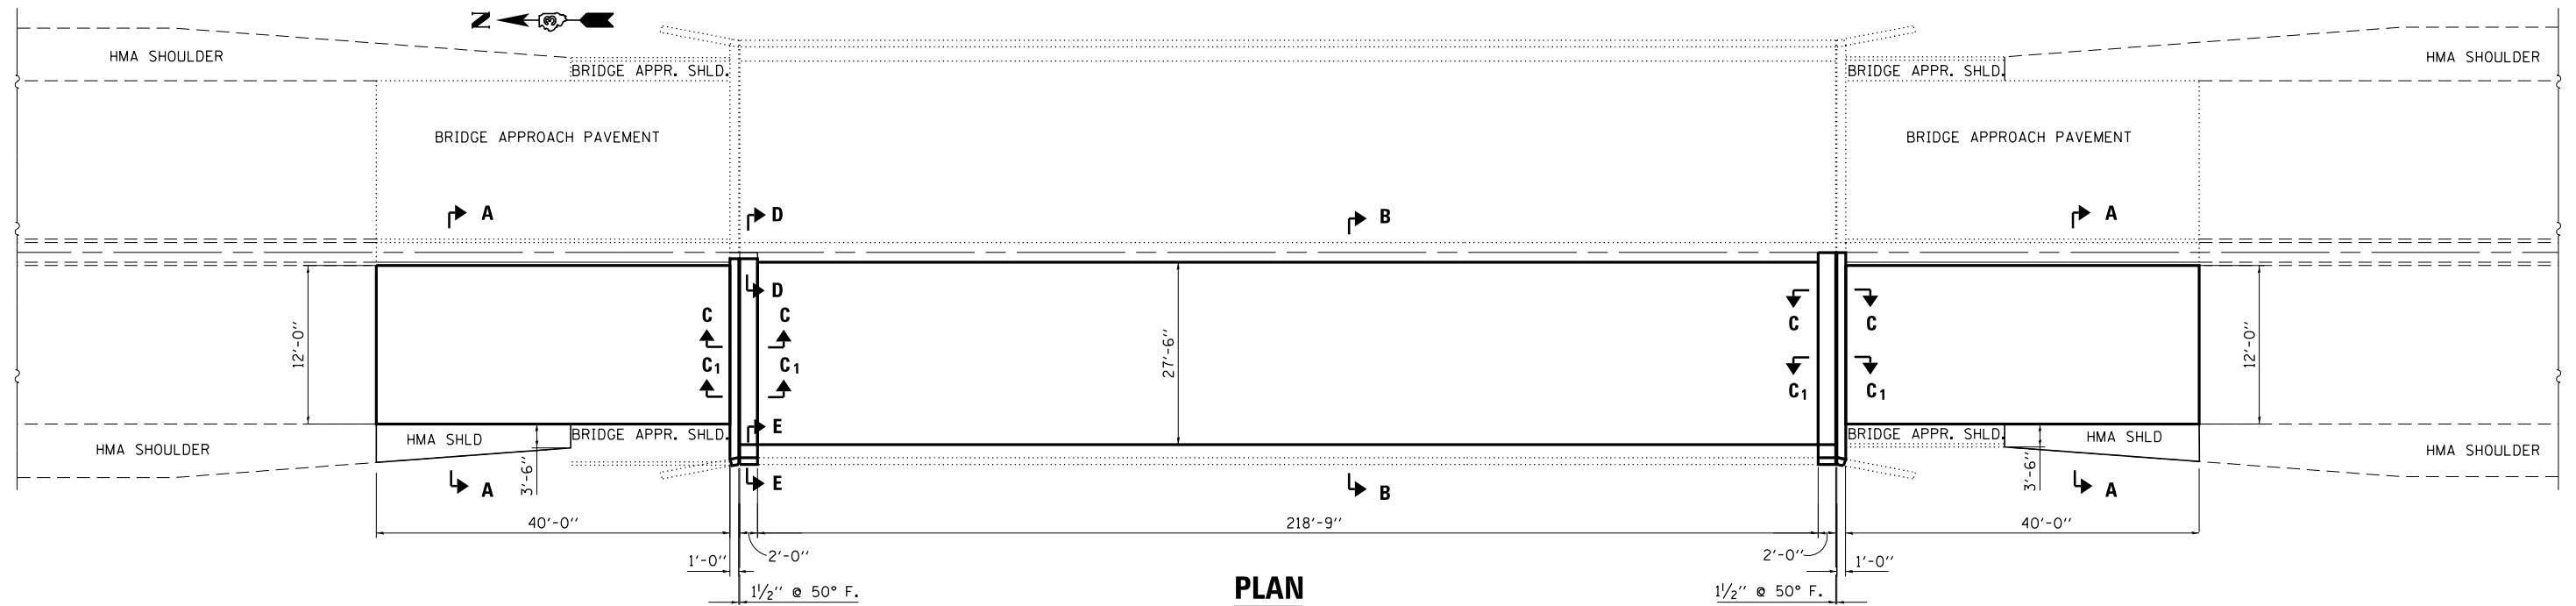 N
3
HMA SHOULDER
HMA SHOULDER
BRIDGE APPR. SHLD.
BRIDGE APPR. SHLD.
BRIDGE APPROACH PAVEMENT
BRIDGE APPROACH PAVEMENT
A
D
B
A
D
C
C
C
C
12'-0"
27'-6"
12'-0"
C1
C1
C1
C1
E
HMA SHOULDER
HMA SHLD
BRIDGE APPR. SHLD.
BRIDGE APPR. SHLD.
HMA SHLD
HMA SHOULDER
3'-6"
3'-6"
A
E
B
A
40'-0"
218'-9"
40'-0"
1'-0"
2'-0"
2'-0"
1'-0"
1½" @ 50° F.
PLAN
1½" @ 50° F.